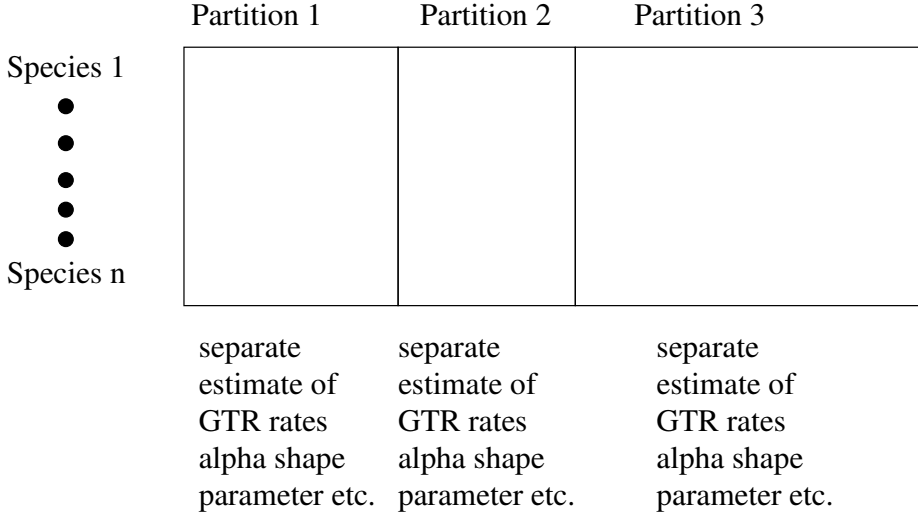 Partition 1 Partition 2 Partition 3
Species 1
Species n
separate separate separate
estimate of estimate of estimate of
GTR rates GTR rates GTR rates
alpha shape alpha shape alpha shape
parameter etc. parameter etc. parameter etc.